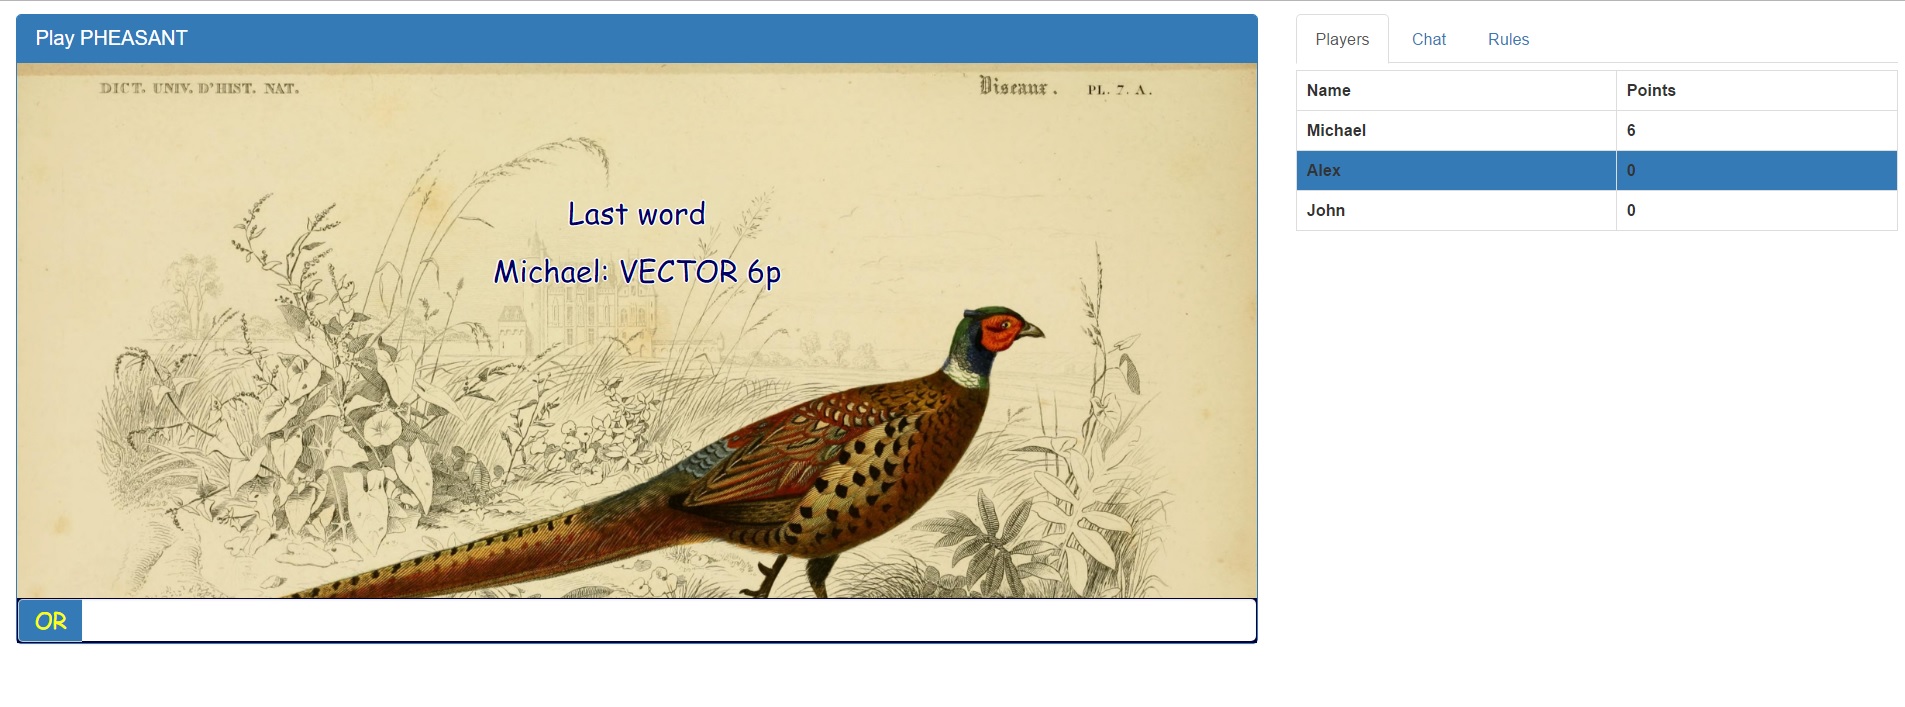 Play PHEASANT
DICT. UNIV. D'HIST. NAT.
Oiseaux. PL. 7. A.
Last word
Michael: VECTOR 6p
OR
Players Chat Rules
Name Points
Michael 6
Alex 0
John 0